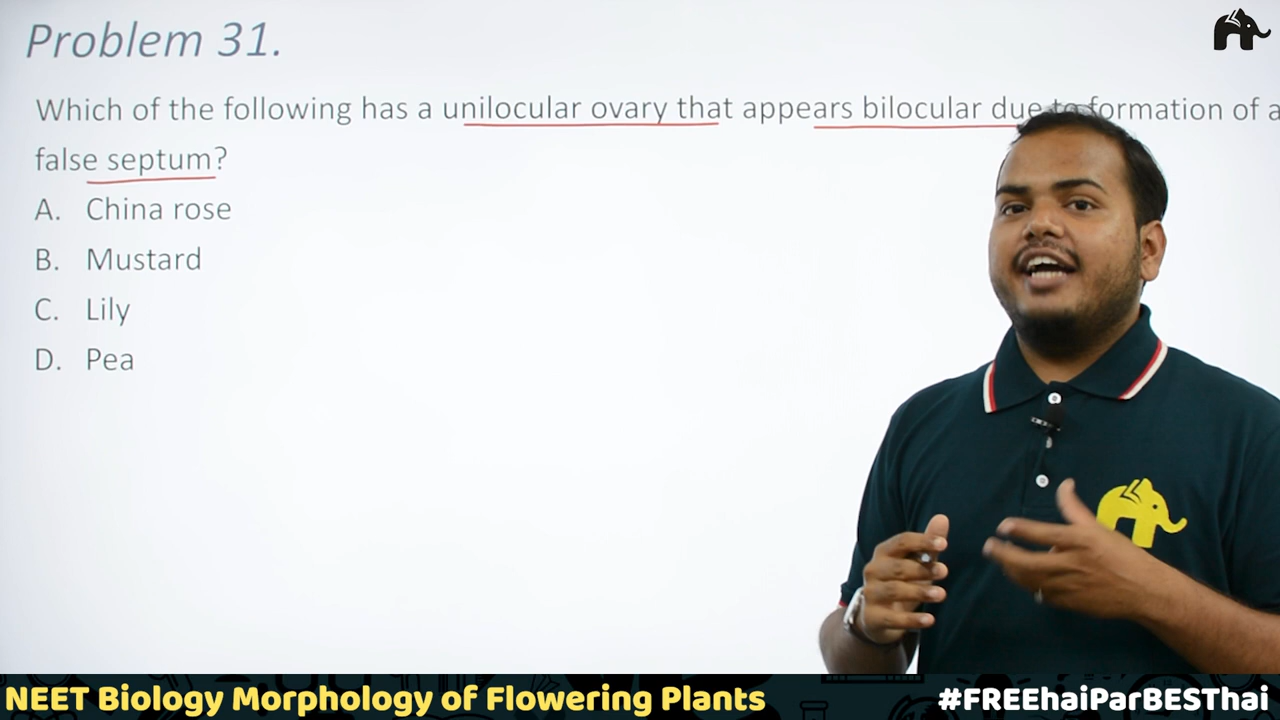 Problem 31.
Which of the following has a unilocular ovary that appears bilocular due to formation of a
false septum?
A. China rose
B. Mustard
C. Lily
D. Pea
NEET Biology Morphology of Flowering Plants
#FREEhaiParBESThai